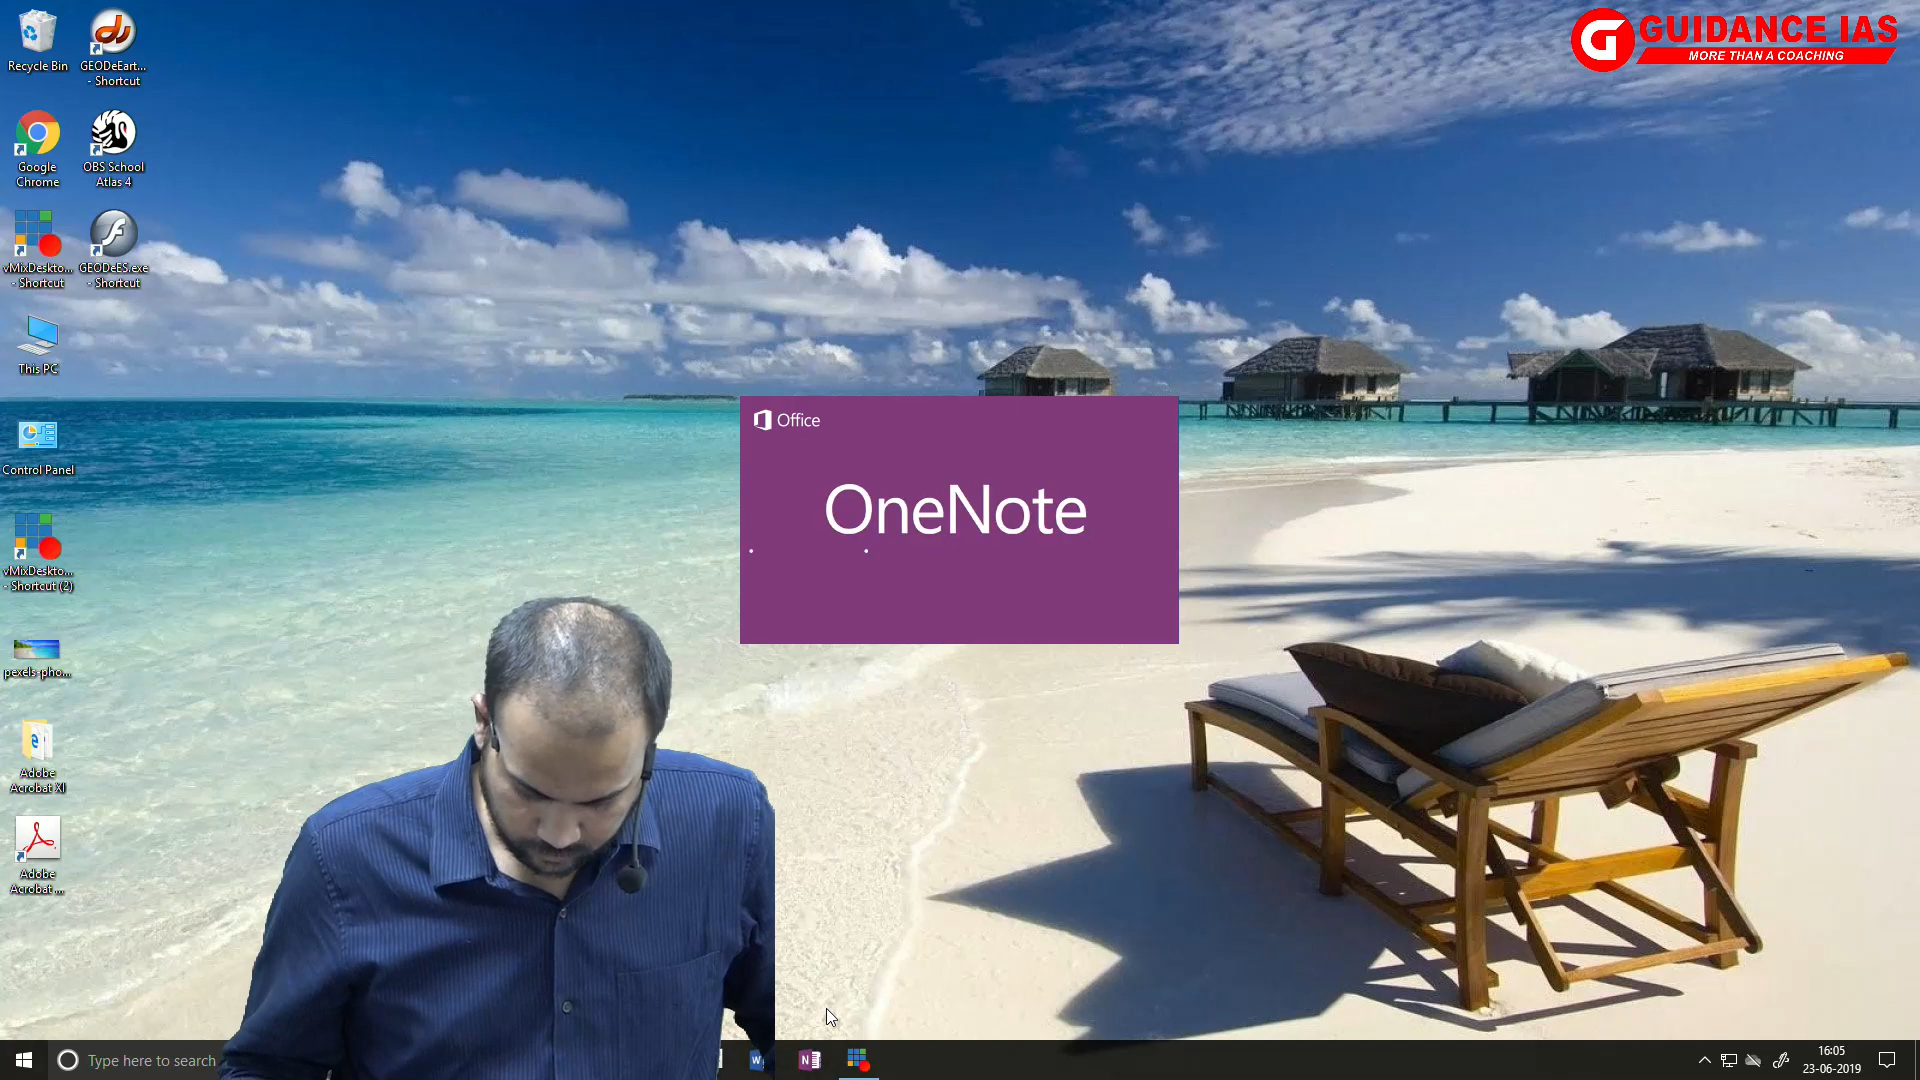 Recycle Bin
GEODeEart...
- Shortcut
Google
Chrome
OBS School
Atlas 4
vMixDeskto...
- Shortcut
GEODeES.exe
- Shortcut
This PC
Control Panel
vMixDeskto...
- Shortcut (2)
pexels-pho...
Adobe
Acrobat XI
Adobe
Acrobat ...
G GUIDANCE IAS
MORE THAN A COACHING
Office
OneNote
Type here to search
16:05
23-06-2019